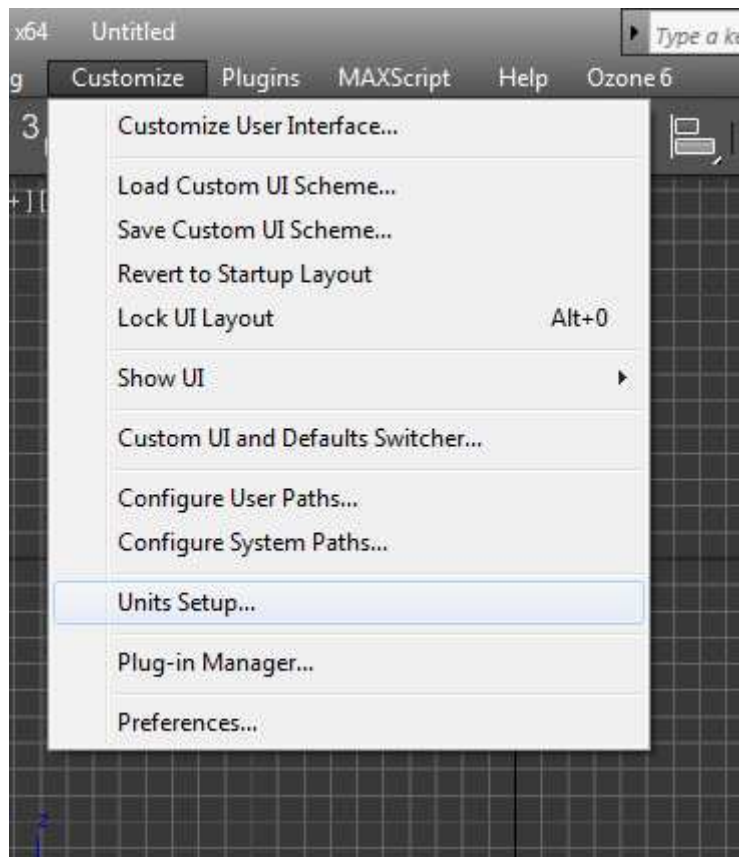 x64 Untitled
Type a ke
g Customize Plugins MAXScript Help Ozone 6
3
+ ] [
Customize User Interface...
Load Custom UI Scheme...
Save Custom UI Scheme...
Revert to Startup Layout
Lock UI Layout Alt+0
Show UI
Custom UI and Defaults Switcher...
Configure User Paths...
Configure System Paths...
Units Setup...
Plug-in Manager...
Preferences...
z